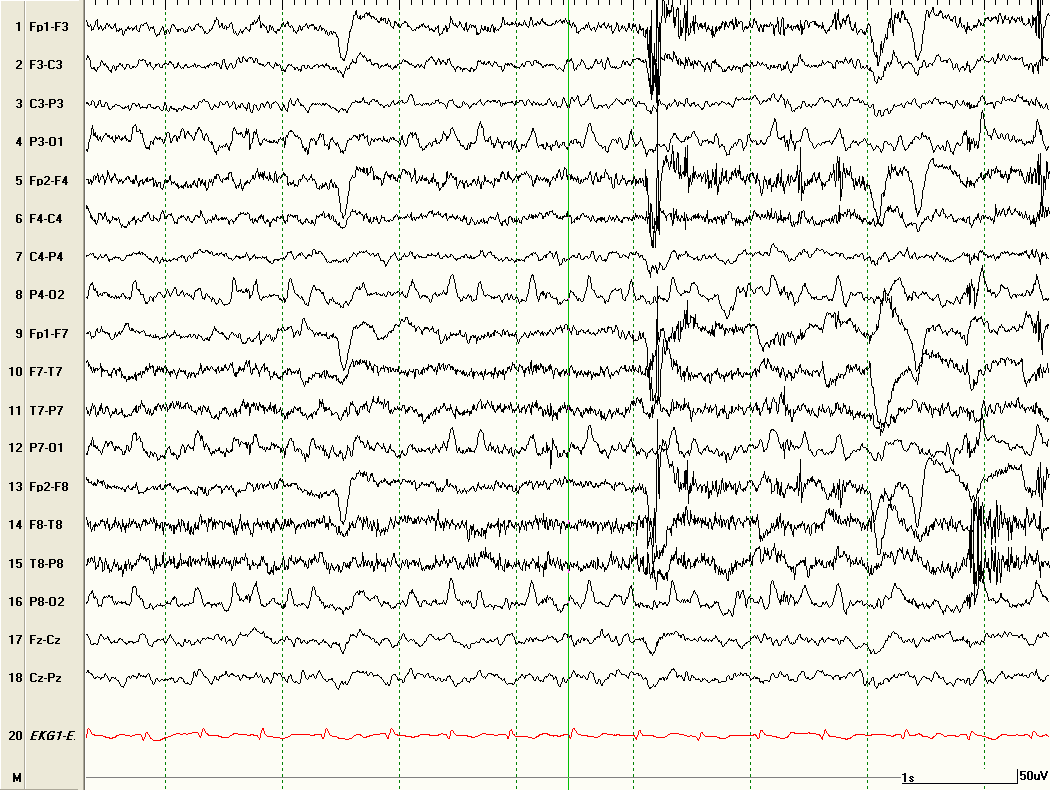 1 Fp1-F3
2 F3-C3
3 C3-P3
4 P3-O1
5 Fp2-F4
6 F4-C4
7 C4-P4
8 P4-O2
9 Fp1-F7
10 F7-T7
11 T7-P7
12 P7-O1
13 Fp2-F8
14 F8-T8
15 T8-P8
16 P8-O2
17 Fz-Cz
18 Cz-Pz
20 EKG1-E.
M 1s 50uV